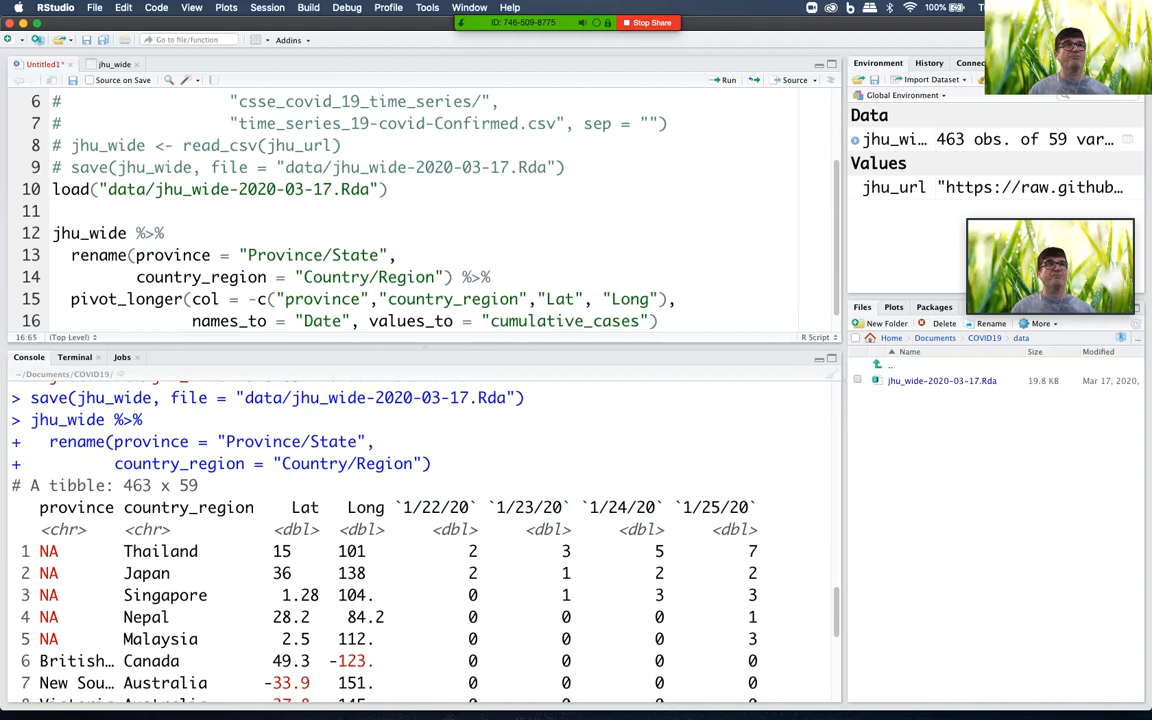 RStudio File Edit Code View Plots Session Build Debug Profile Tools Window Help 100%
ID: 746-509-8775 Stop Share
Go to file/function Addins
Untitled1* jhu_wide
Source on Save Run Source
6 # "csse_covid_19_time_series/",
7 # "time_series_19-covid-Confirmed.csv", sep = "")
8 # jhu_wide <- read_csv(jhu_url)
9 # save(jhu_wide, file = "data/jhu_wide-2020-03-17.Rda")
10 load("data/jhu_wide-2020-03-17.Rda")
11
12 jhu_wide %>%
13 rename(province = "Province/State",
14 country_region = "Country/Region") %>%
15 pivot_longer(col = -c("province","country_region","Lat", "Long"),
16 names_to = "Date", values_to = "cumulative_cases")
16:65 (Top Level) R Script
Console Terminal Jobs
~/Documents/COVID19/
> save(jhu_wide, file = "data/jhu_wide-2020-03-17.Rda")
> jhu_wide %>%
+ rename(province = "Province/State",
+ country_region = "Country/Region")
# A tibble: 463 x 59
province country_region Lat Long `1/22/20` `1/23/20` `1/24/20` `1/25/20`
<chr> <chr> <dbl> <dbl> <dbl> <dbl> <dbl> <dbl>
1 NA Thailand 15 101 2 3 5 7
2 NA Japan 36 138 2 1 2 2
3 NA Singapore 1.28 104. 0 1 3 3
4 NA Nepal 28.2 84.2 0 0 0 1
5 NA Malaysia 2.5 112. 0 0 0 3
6 British… Canada 49.3 -123. 0 0 0 0
7 New Sou… Australia -33.9 151. 0 0 0 0
Environment History Connec
Import Dataset
Global Environment
Data
jhu_wi… 463 obs. of 59 var…
Values
jhu_url "https://raw.github…
Files Plots Packages
New Folder Delete Rename More
Home Documents COVID19 data
Name Size Modified
..
jhu_wide-2020-03-17.Rda 19.8 KB Mar 17, 2020,